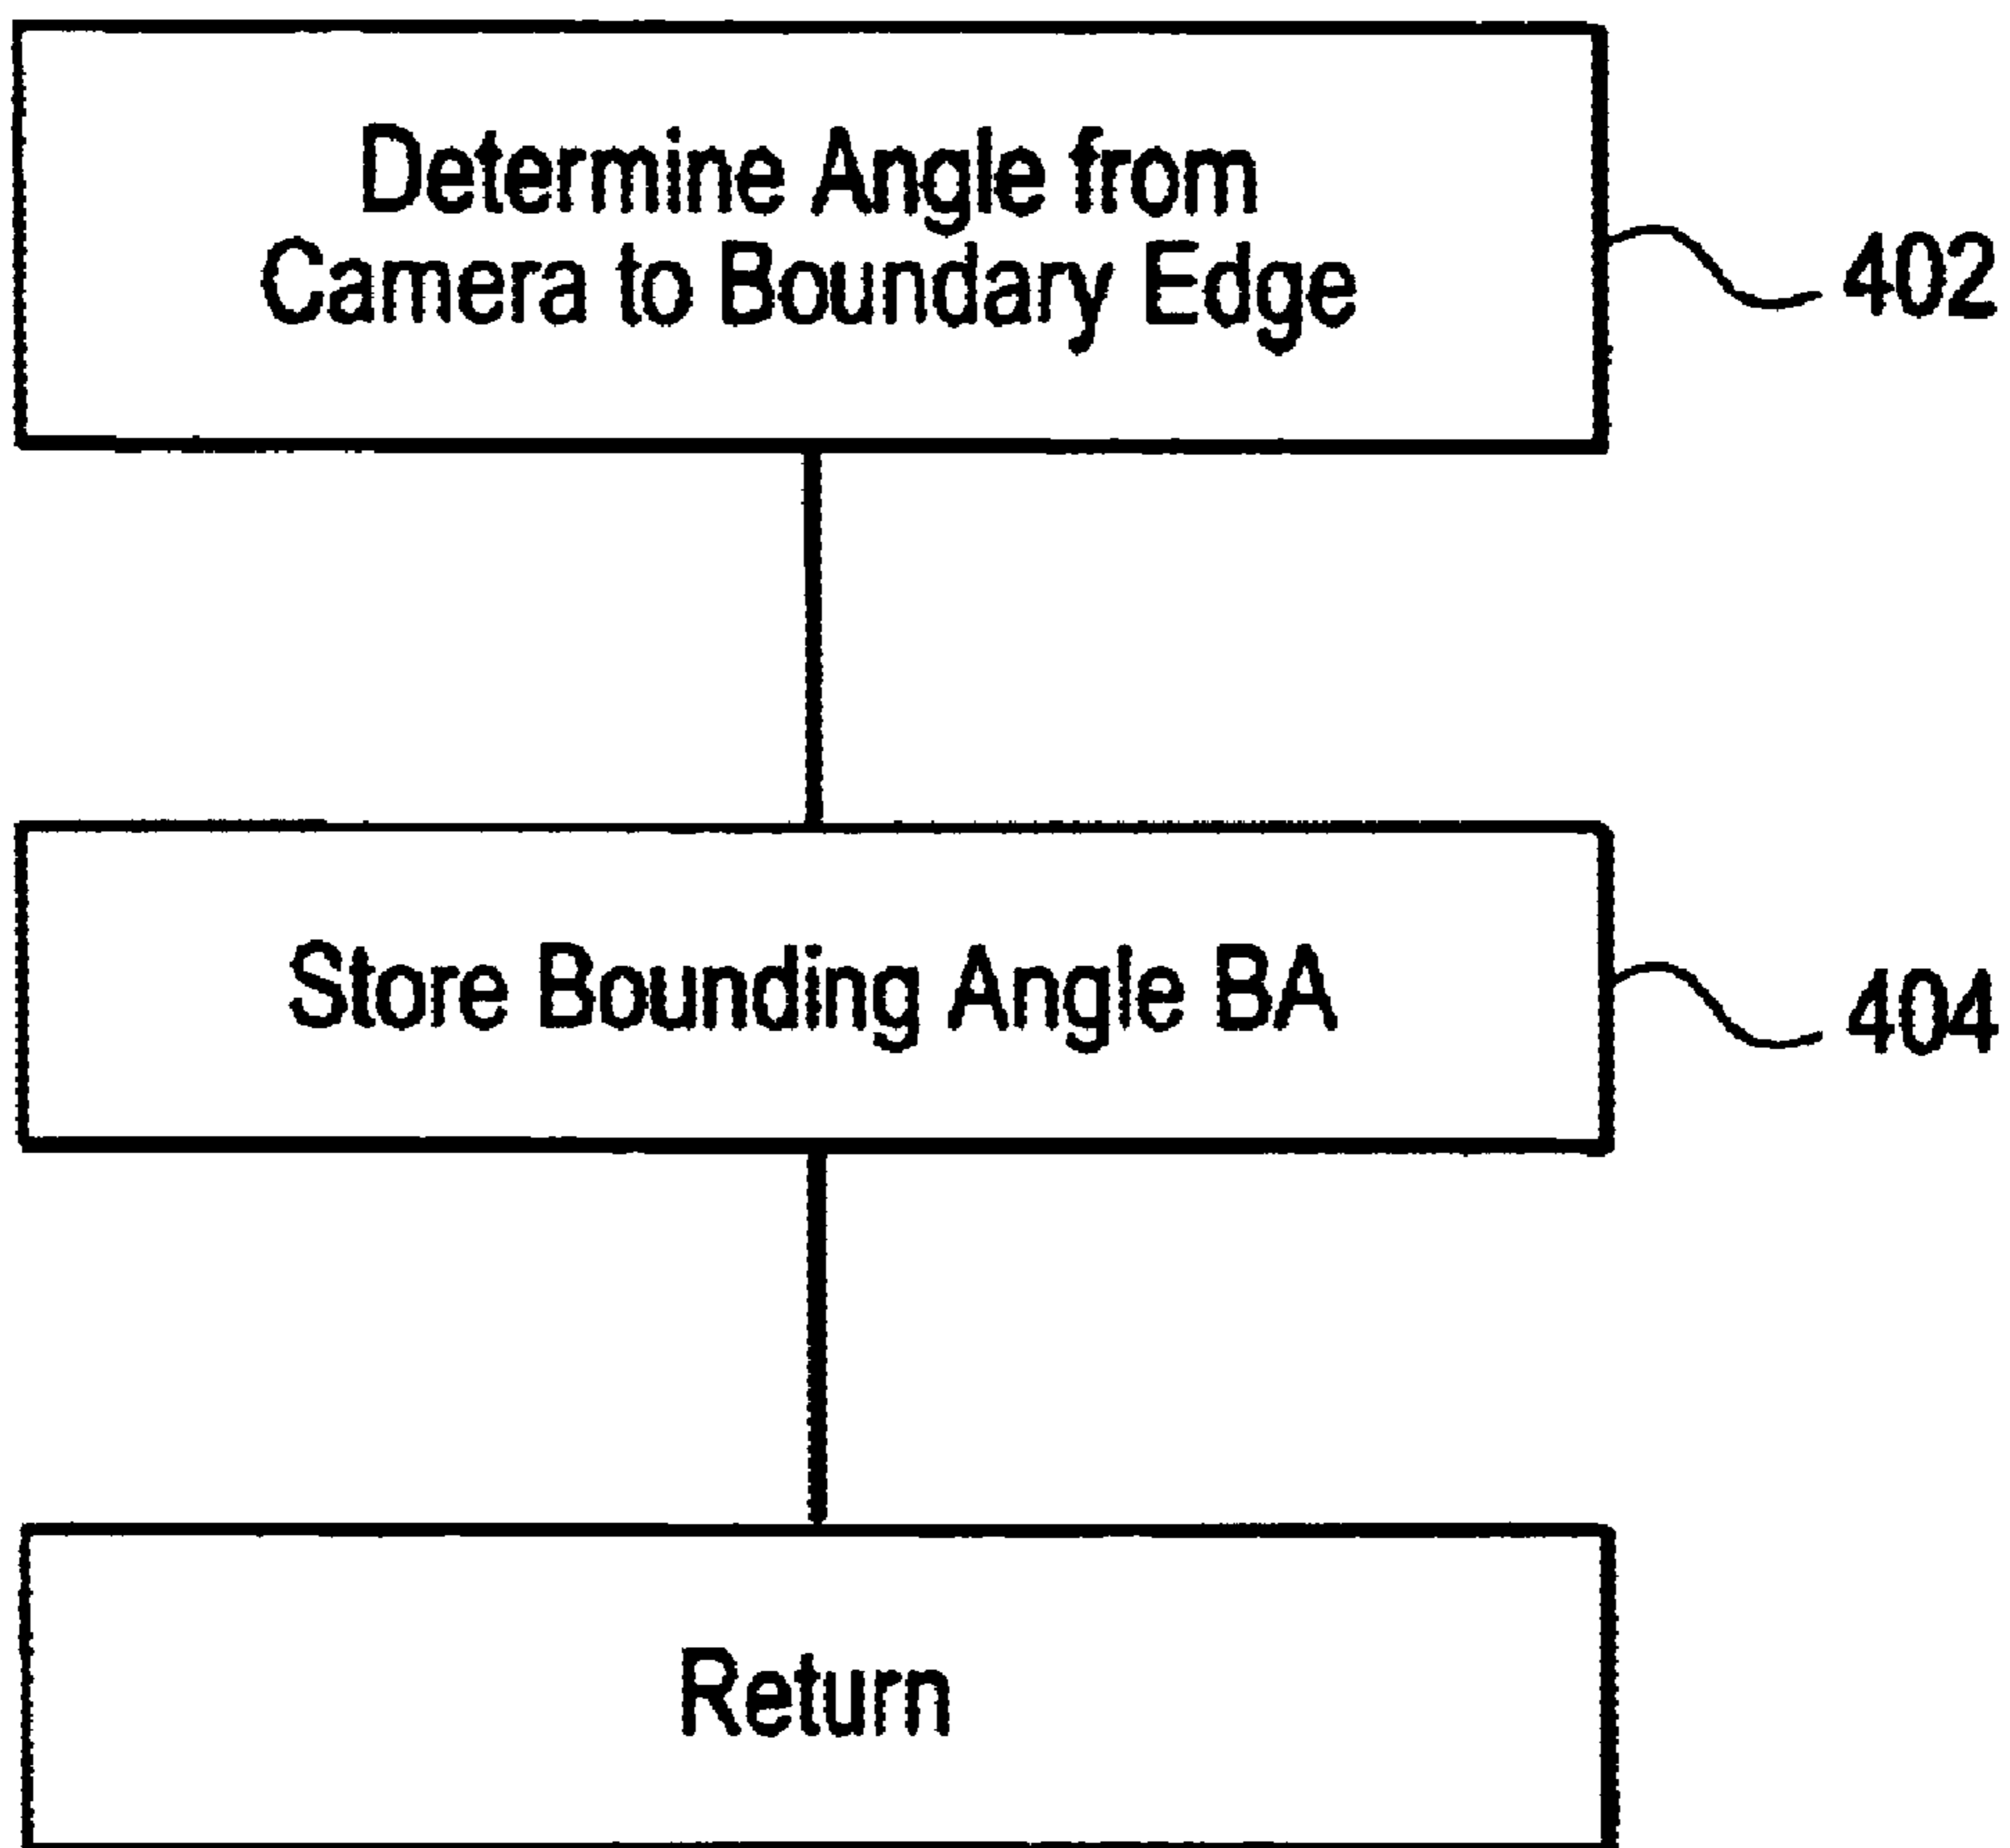 Determine Angle from
Camera to Boundary Edge
402
Store Bounding Angle BA
404
Return